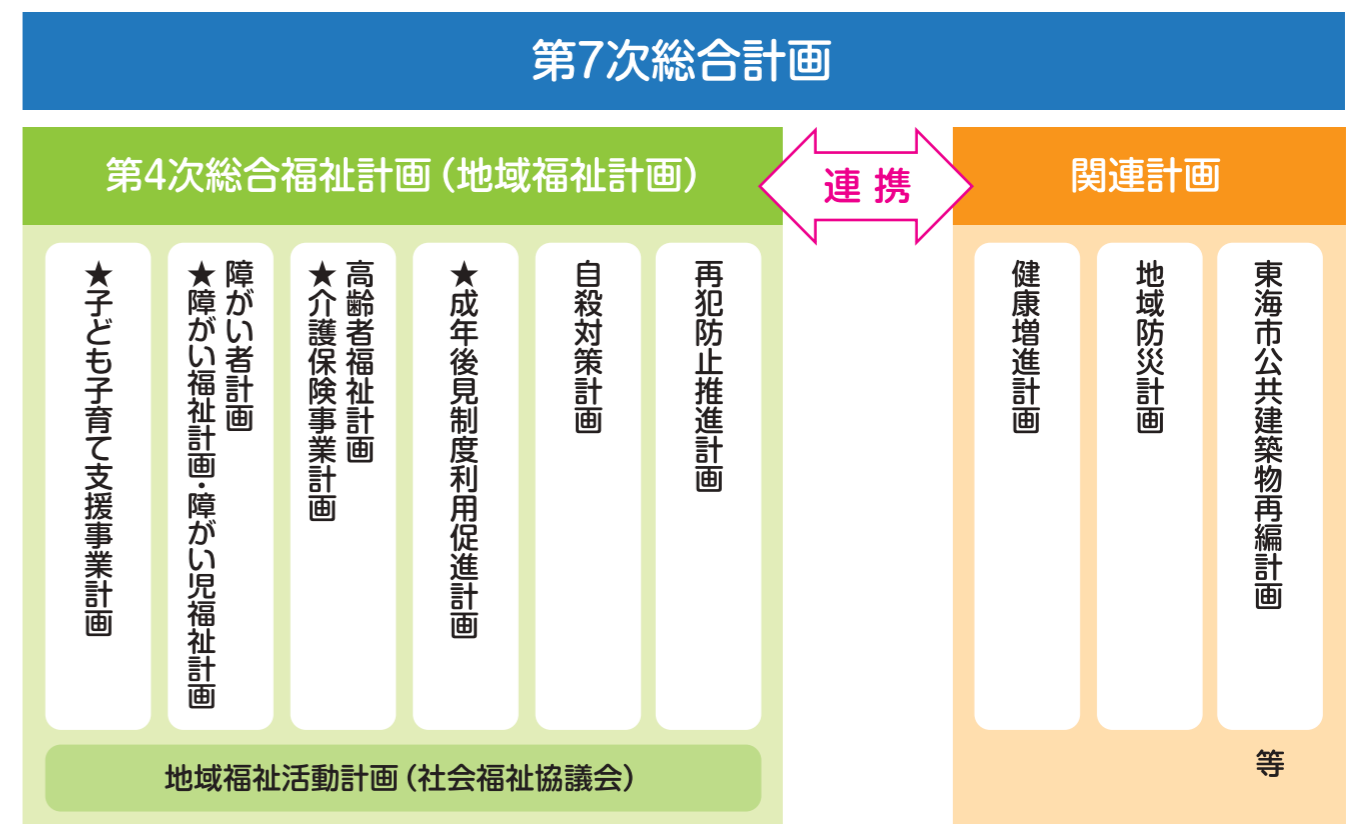 第7次総合計画
第4次総合福祉計画（地域福祉計画）
連 携
関連計画
★子ども子育て支援事業計画
障がい者計画
★障がい福祉計画・障がい児福祉計画
高齢者福祉計画
★介護保険事業計画
★成年後見制度利用促進計画
自殺対策計画
再犯防止推進計画
地域福祉活動計画（社会福祉協議会）
健康増進計画
地域防災計画
東海市公共建築物再編計画
等